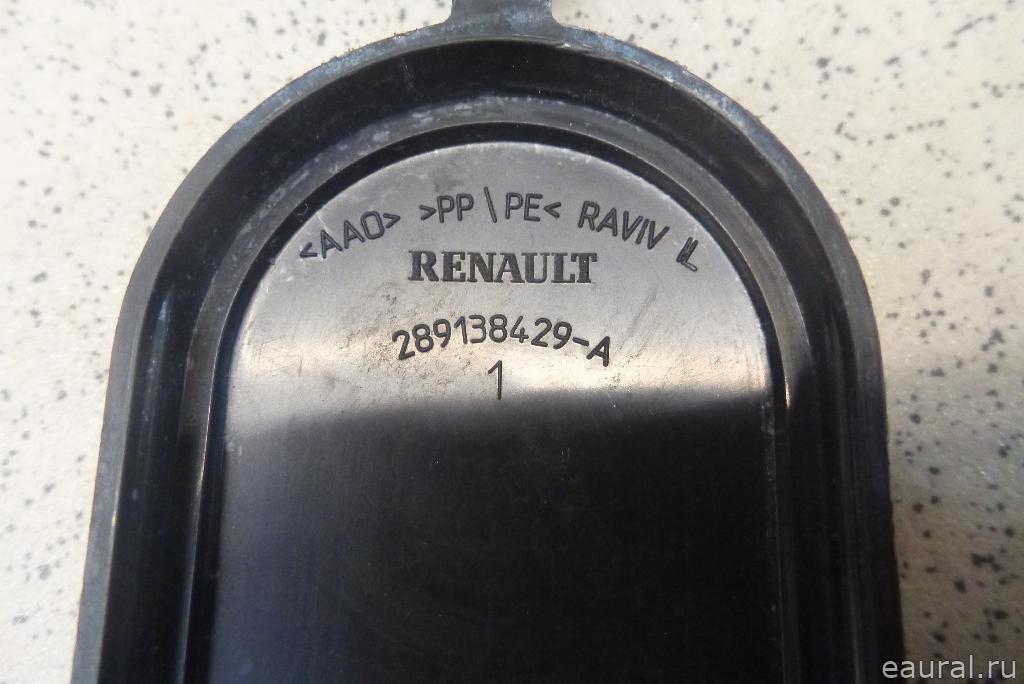 <AAO> >PP\PE< RAVIV IL
RENAULT
289138429-A
1
eaural.ru